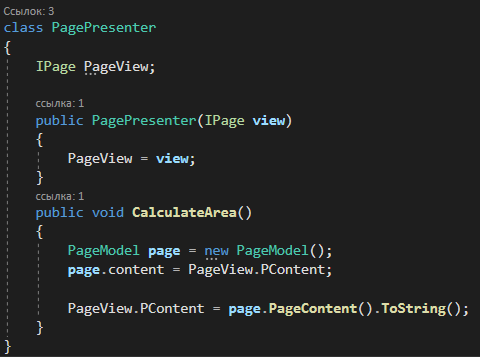 Ссылок: 3
class PagePresenter
{
IPage PageView;
ссылка: 1
public PagePresenter(IPage view)
{
PageView = view;
}
ссылка: 1
public void CalculateArea()
{
PageModel page = new PageModel();
page.content = PageView.PContent;
PageView.PContent = page.PageContent().ToString();
}
}